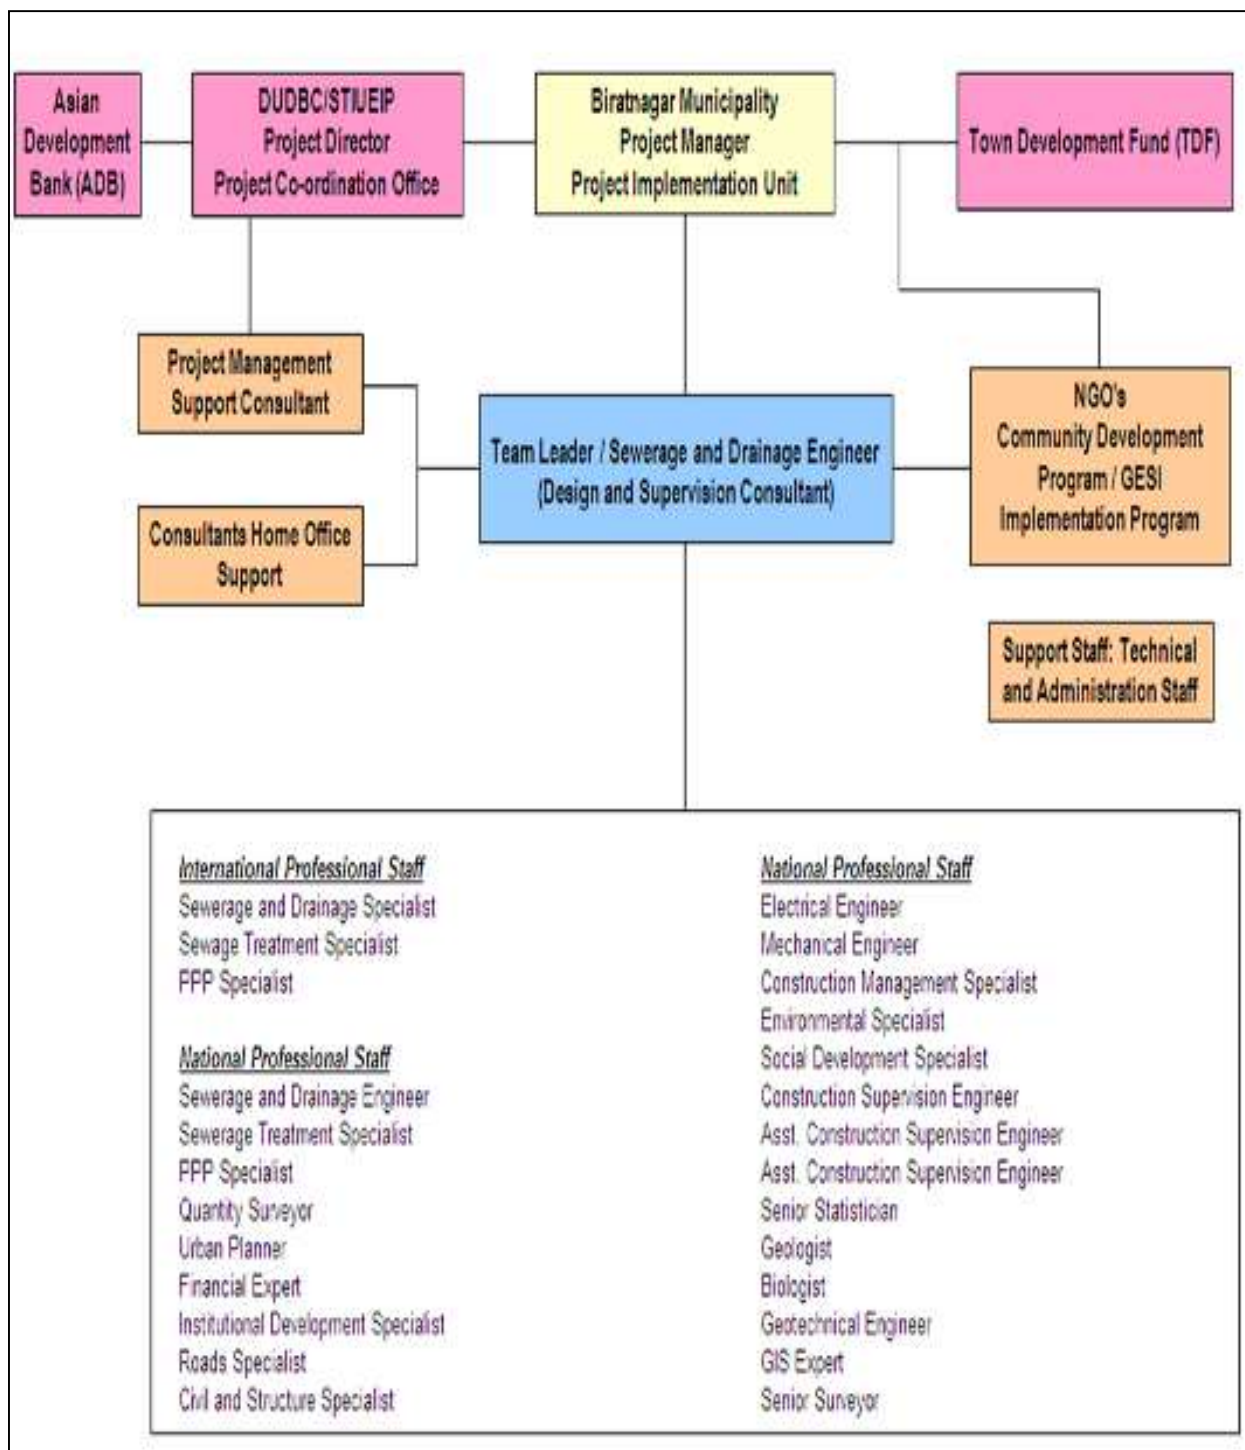 Asian
Development
Bank (ADB)
DUDBC/STIUEIP
Project Director
Project Co-ordination Office
Biratnagar Municipality
Project Manager
Project Implementation Unit
Town Development Fund (TDF)
Project Management
Support Consultant
Team Leader / Sewerage and Drainage Engineer
(Design and Supervision Consultant)
NGO's
Community Development
Program / GESI
Implementation Program
Consultants Home Office
Support
Support Staff: Technical
and Administration Staff
International Professional Staff
Sewerage and Drainage Specialist
Sewage Treatment Specialist
PPP Specialist
National Professional Staff
Sewerage and Drainage Engineer
Sewerage Treatment Specialist
PPP Specialist
Quantity Surveyor
Urban Planner
Financial Expert
Institutional Development Specialist
Roads Specialist
Civil and Structure Specialist
National Professional Staff
Electrical Engineer
Mechanical Engineer
Construction Management Specialist
Environmental Specialist
Social Development Specialist
Construction Supervision Engineer
Asst. Construction Supervision Engineer
Asst. Construction Supervision Engineer
Senior Statistician
Geologist
Biologist
Geotechnical Engineer
GIS Expert
Senior Surveyor